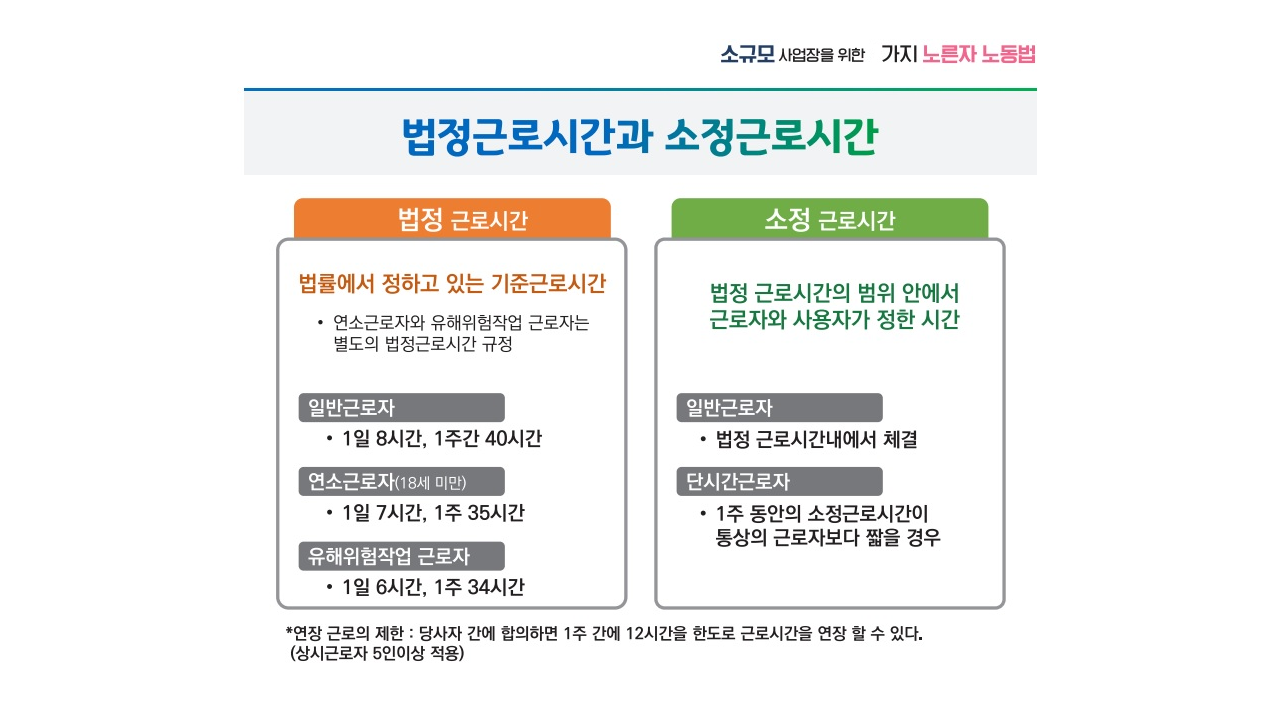 소규모 사업장을 위한 가지 노른자 노동법
법정근로시간과 소정근로시간
법정 근로시간
법률에서 정하고 있는 기준근로시간
• 연소근로자와 유해위험작업 근로자는
별도의 법정근로시간 규정
일반근로자
• 1일 8시간, 1주간 40시간
연소근로자(18세 미만)
• 1일 7시간, 1주 35시간
유해위험작업 근로자
• 1일 6시간, 1주 34시간
소정 근로시간
법정 근로시간의 범위 안에서
근로자와 사용자가 정한 시간
일반근로자
• 법정 근로시간내에서 체결
단시간근로자
• 1주 동안의 소정근로시간이
통상의 근로자보다 짧을 경우
*연장 근로의 제한 : 당사자 간에 합의하면 1주 간에 12시간을 한도로 근로시간을 연장 할 수 있다.
(상시근로자 5인이상 적용)